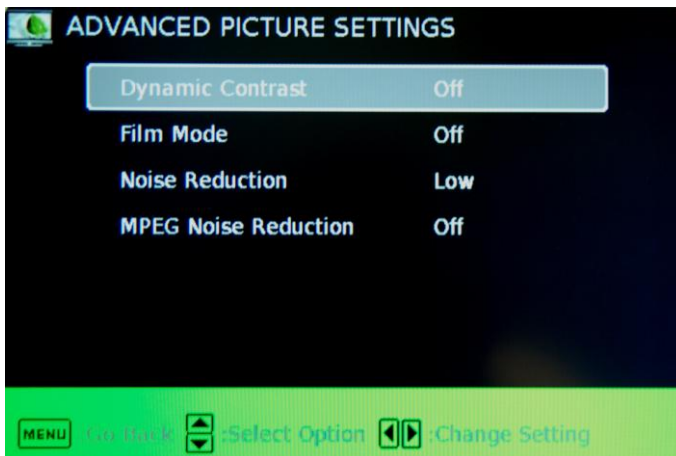 ADVANCED PICTURE SETTINGS
Dynamic Contrast Off
Film Mode Off
Noise Reduction Low
MPEG Noise Reduction Off
MENU Go Back :Select Option :Change Setting